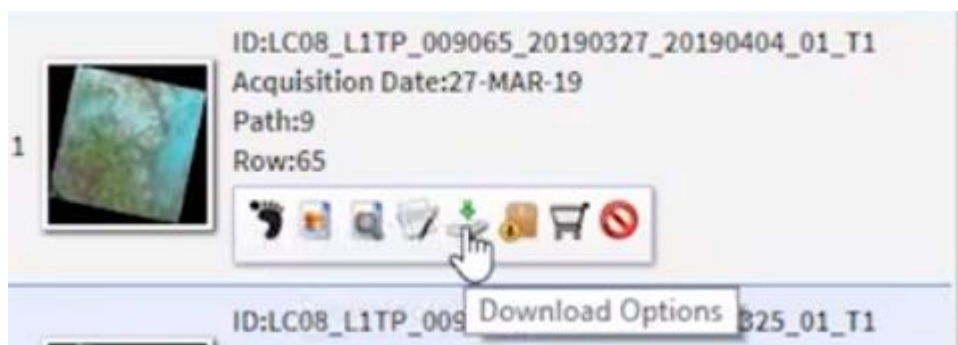 ID:LC08_L1TP_009065_20190327_20190404_01_T1
Acquisition Date:27-MAR-19
Path:9
1
Row:65
Download Options
ID:LC08_L1TP_009 325_01_T1